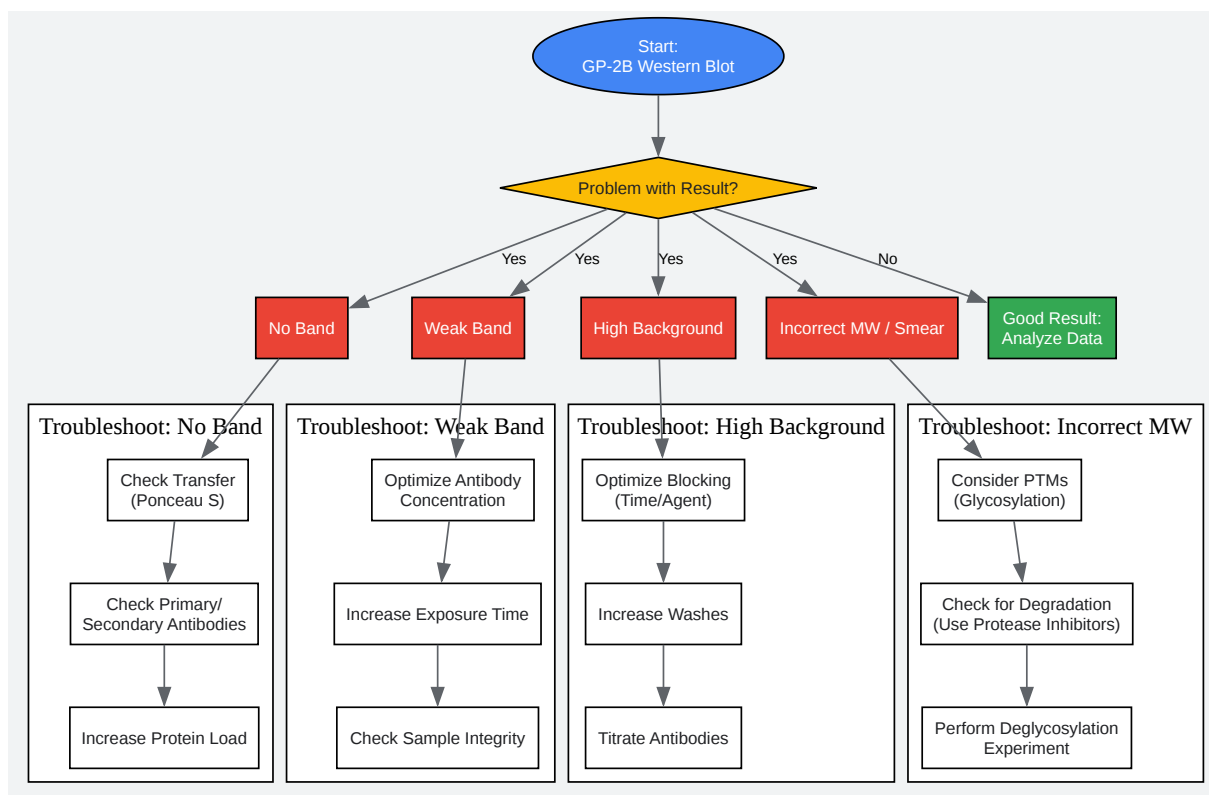 Start:
GP-2B Western Blot
Problem with Result?
Yes
Yes
Yes
Yes
No
No Band
Weak Band
High Background
Incorrect MW / Smear
Good Result:
Analyze Data
Troubleshoot: No Band
Check Transfer
(Ponceau S)
Check Primary/
Secondary Antibodies
Increase Protein Load
Troubleshoot: Weak Band
Optimize Antibody
Concentration
Increase Exposure Time
Check Sample Integrity
Troubleshoot: High Background
Optimize Blocking
(Time/Agent)
Increase Washes
Titrate Antibodies
Troubleshoot: Incorrect MW
Consider PTMs
(Glycosylation)
Check for Degradation
(Use Protease Inhibitors)
Perform Deglycosylation
Experiment